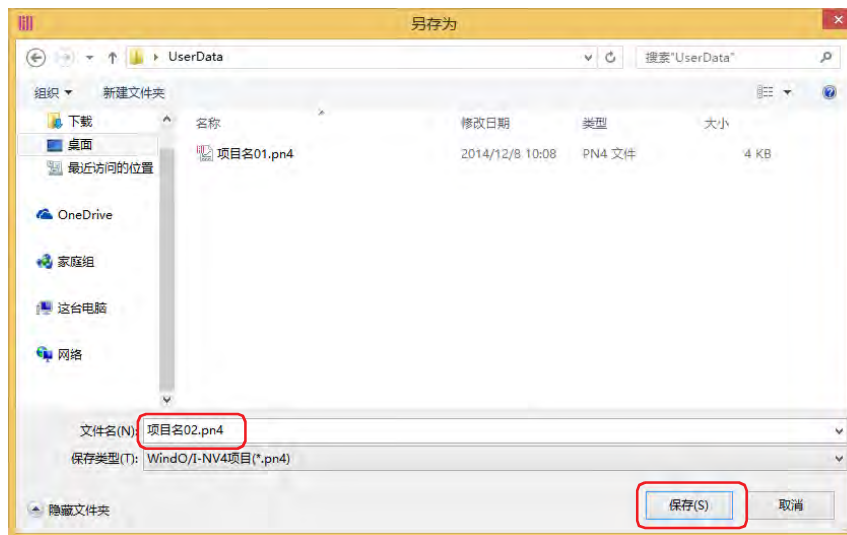 另存为
UserData
搜索"UserData"
组织 新建文件夹
下载
桌面
最近访问的位置
OneDrive
家庭组
这台电脑
网络
名称 修改日期 类型 大小
项目名01.pn4 2014/12/8 10:08 PN4 文件 4 KB
文件名(N): 项目名02.pn4
保存类型(T): WindO/I-NV4项目(*.pn4)
隐藏文件夹
保存(S) 取消